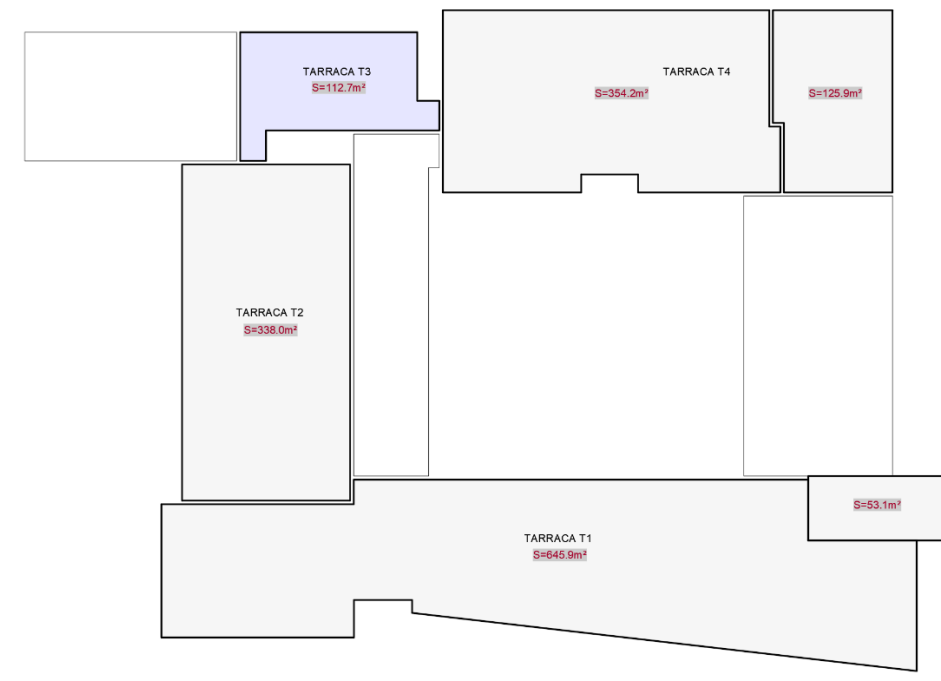 TARRACA T3
S=112.7m²
TARRACA T4
S=354.2m²
S=125.9m²
TARRACA T2
S=338.0m²
S=53.1m²
TARRACA T1
S=645.9m²